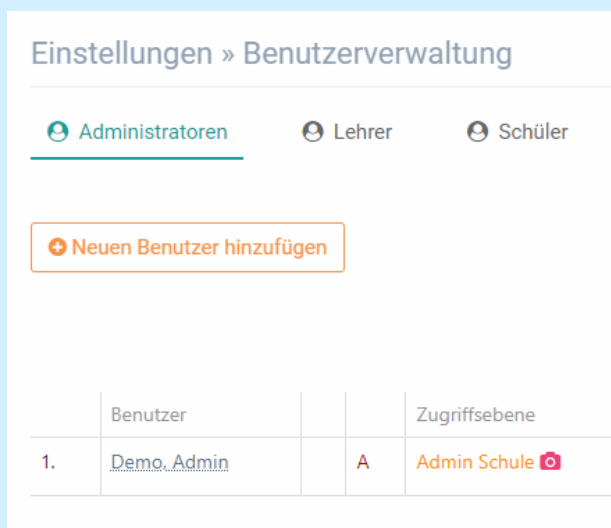 Einstellungen » Benutzerverwaltung
Administratoren Lehrer Schüler
Neuen Benutzer hinzufügen
Benutzer Zugriffsebene
1. Demo, Admin A Admin Schule